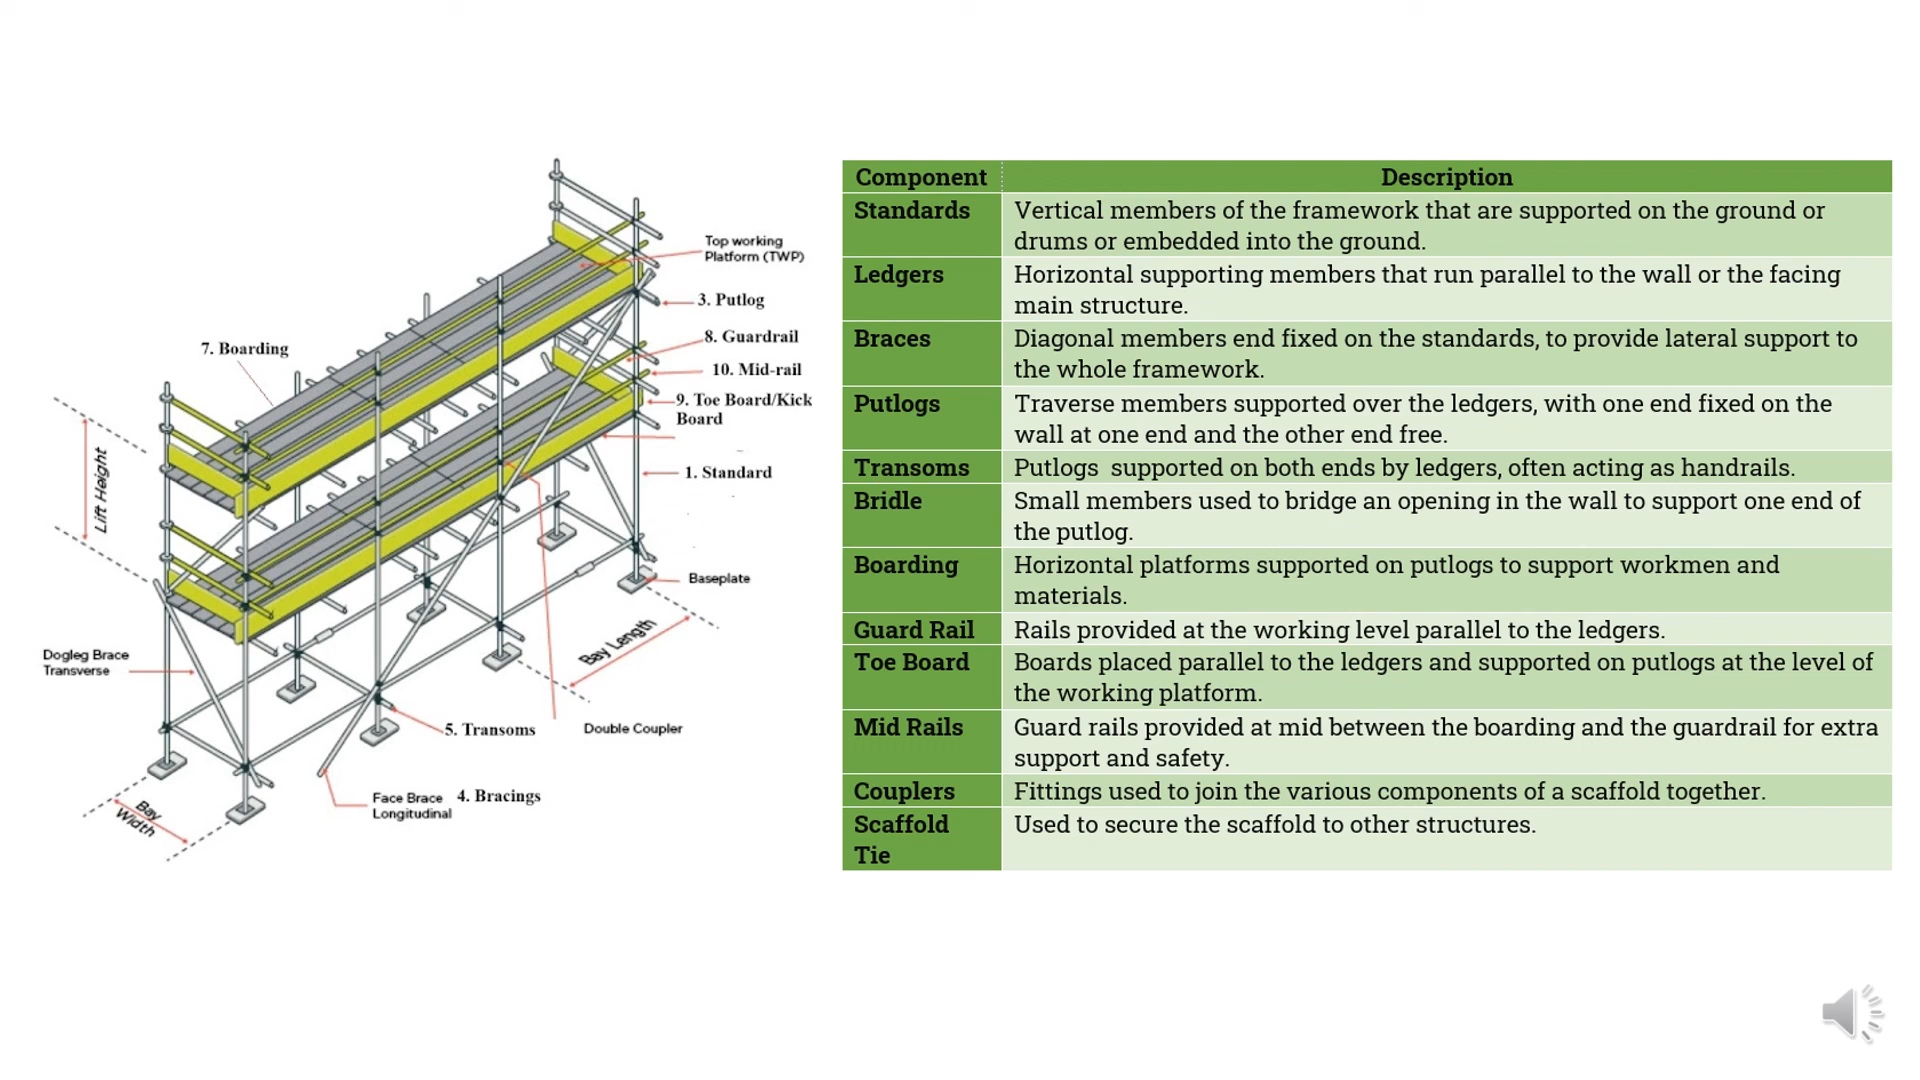 Top working
Platform (TWP)
3. Putlog
8. Guardrail
7. Boarding
10. Mid-rail
9. Toe Board/Kick
Board
Lift Height
1. Standard
Baseplate
Bay Length
Dogleg Brace
Transverse
5. Transoms
Double Coupler
Face Brace
Longitudinal
4. Bracings
Bay
Width
Component Description
Standards Vertical members of the framework that are supported on the ground or
drums or embedded into the ground.
Ledgers Horizontal supporting members that run parallel to the wall or the facing
main structure.
Braces Diagonal members end fixed on the standards, to provide lateral support to
the whole framework.
Putlogs Traverse members supported over the ledgers, with one end fixed on the
wall at one end and the other end free.
Transoms Putlogs  supported on both ends by ledgers, often acting as handrails.
Bridle Small members used to bridge an opening in the wall to support one end of
the putlog.
Boarding Horizontal platforms supported on putlogs to support workmen and
materials.
Guard Rail Rails provided at the working level parallel to the ledgers.
Toe Board Boards placed parallel to the ledgers and supported on putlogs at the level of
the working platform.
Mid Rails Guard rails provided at mid between the boarding and the guardrail for extra
support and safety.
Couplers Fittings used to join the various components of a scaffold together.
Scaffold Used to secure the scaffold to other structures.
Tie